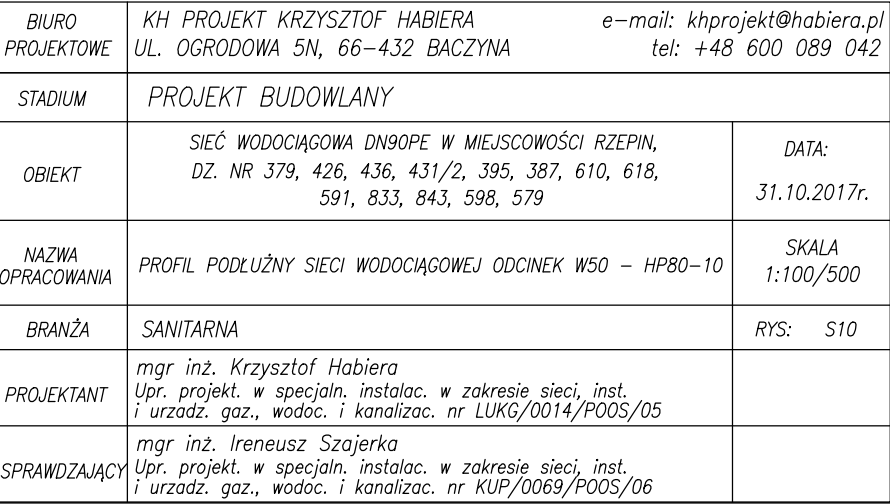 BIURO
PROJEKTOWE
KH PROJEKT KRZYSZTOF HABIERA e-mail: khprojekt@habiera.pl
UL. OGRODOWA 5N, 66-432 BACZYNA tel: +48 600 089 042
STADIUM
PROJEKT BUDOWLANY
OBIEKT
SIEĆ WODOCIĄGOWA DN90PE W MIEJSCOWOŚCI RZEPIN,
DZ. NR 379, 426, 436, 431/2, 395, 387, 610, 618,
591, 833, 843, 598, 579
DATA:
31.10.2017r.
NAZWA
OPRACOWANIA
PROFIL PODŁUŻNY SIECI WODOCIĄGOWEJ ODCINEK W50 - HP80-10
SKALA
1:100/500
BRANŻA
SANITARNA
RYS: S10
PROJEKTANT
mgr inż. Krzysztof Habiera
Upr. projekt. w specjaln. instalac. w zakresie sieci, inst.
i urzadz. gaz., wodoc. i kanalizac. nr LUKG/0014/POOS/05
SPRAWDZAJĄCY
mgr inż. Ireneusz Szajerka
Upr. projekt. w specjaln. instalac. w zakresie sieci, inst.
i urzadz. gaz., wodoc. i kanalizac. nr KUP/0069/POOS/06